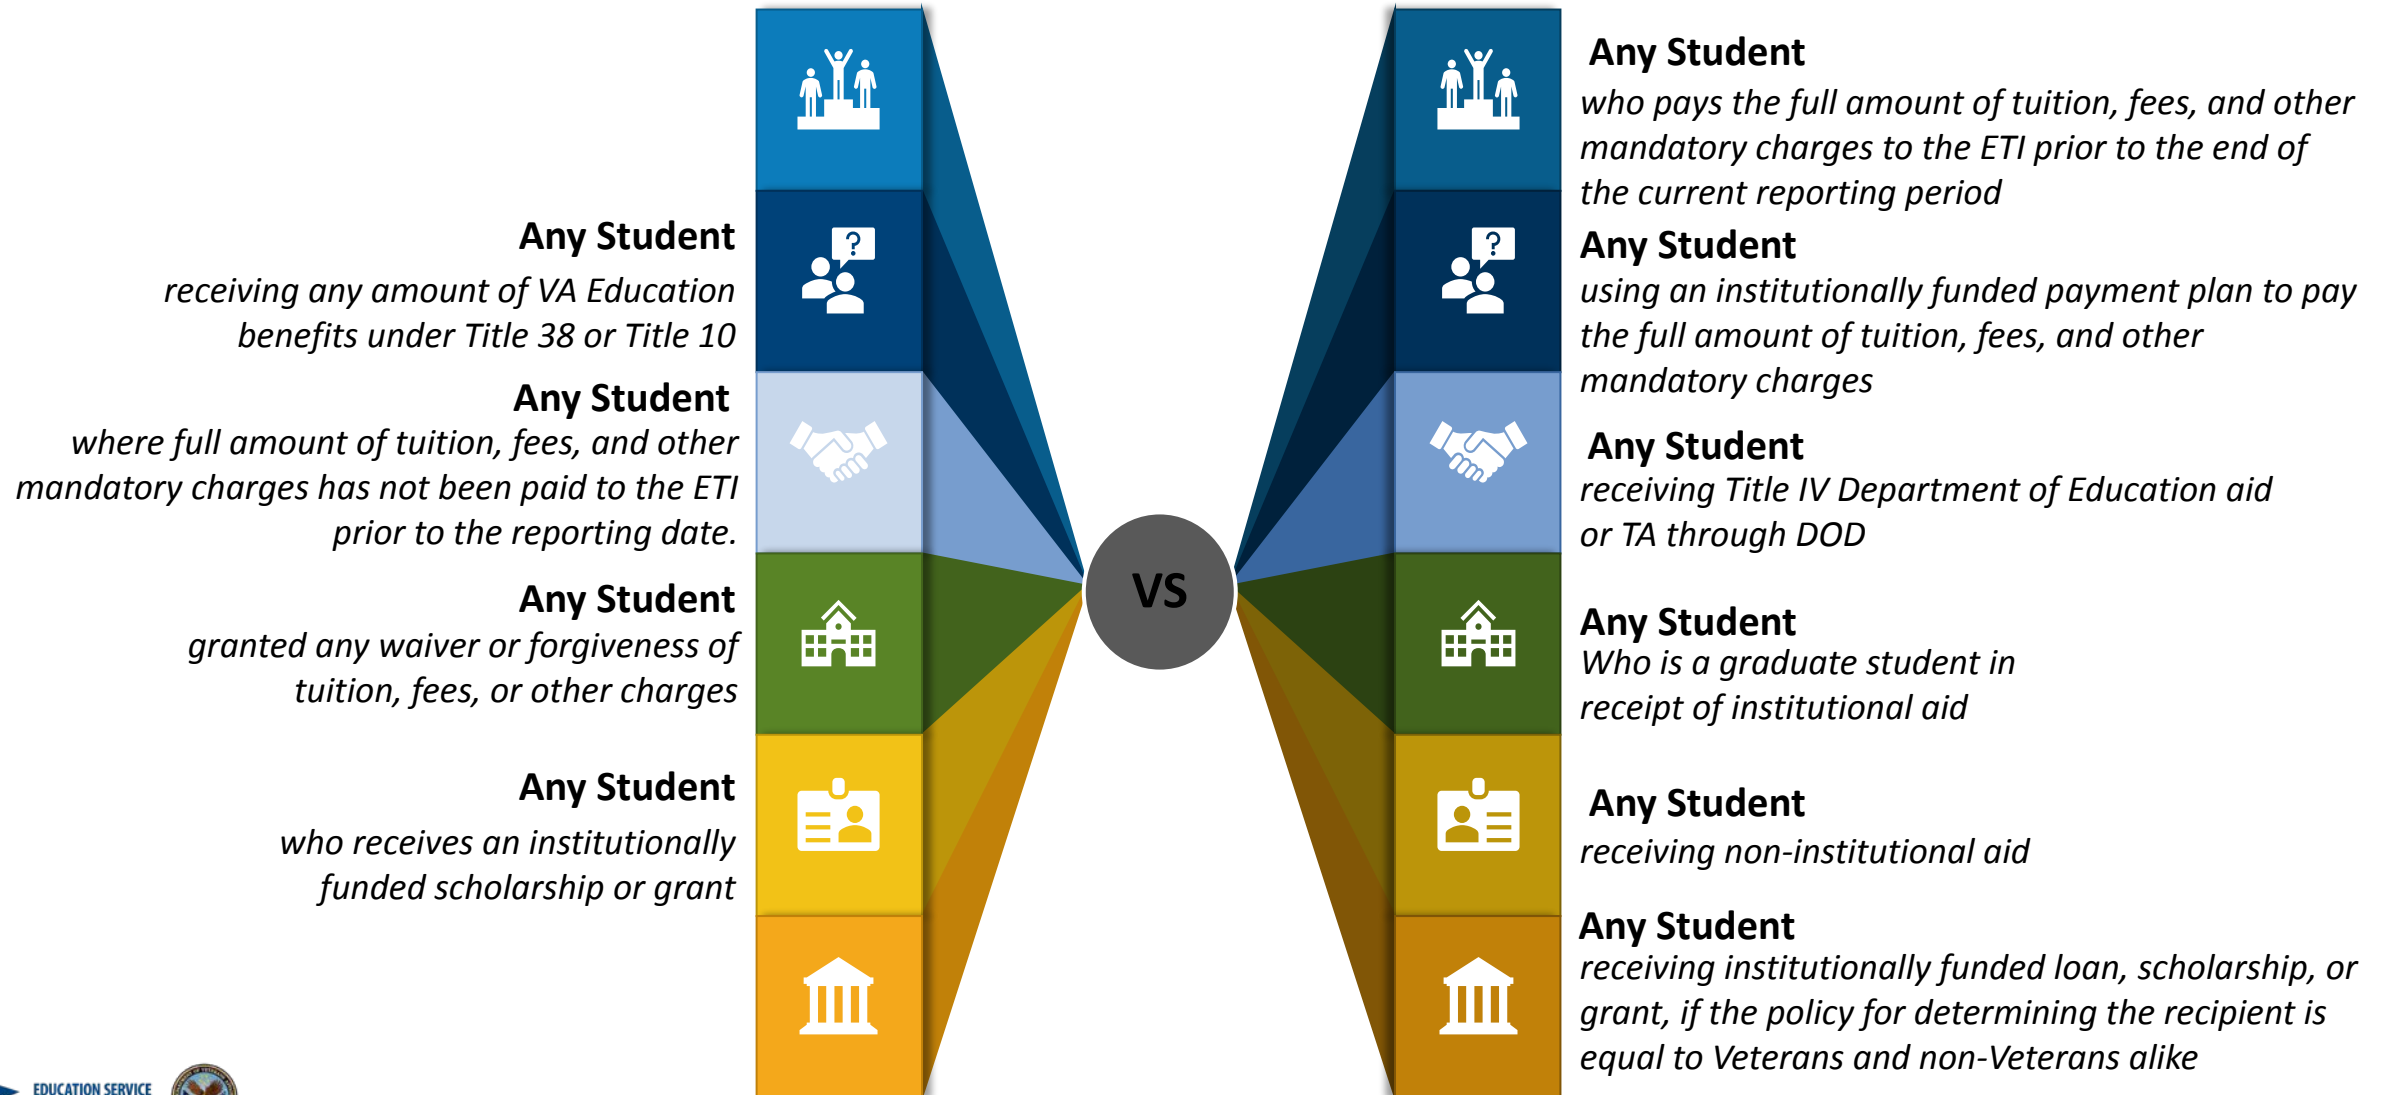 Any Student
receiving any amount of VA Education
benefits under Title 38 or Title 10
Any Student
where full amount of tuition, fees, and other
mandatory charges has not been paid to the ETI
prior to the reporting date.
Any Student
granted any waiver or forgiveness of
tuition, fees, or other charges
Any Student
who receives an institutionally
funded scholarship or grant
VS
Any Student
who pays the full amount of tuition, fees, and other
mandatory charges to the ETI prior to the end of
the current reporting period
Any Student
using an institutionally funded payment plan to pay
the full amount of tuition, fees, and other
mandatory charges
Any Student
receiving Title IV Department of Education aid
or TA through DOD
Any Student
Who is a graduate student in
receipt of institutional aid
Any Student
receiving non-institutional aid
Any Student
receiving institutionally funded loan, scholarship, or
grant, if the policy for determining the recipient is
equal to Veterans and non-Veterans alike
EDUCATION SERVICE